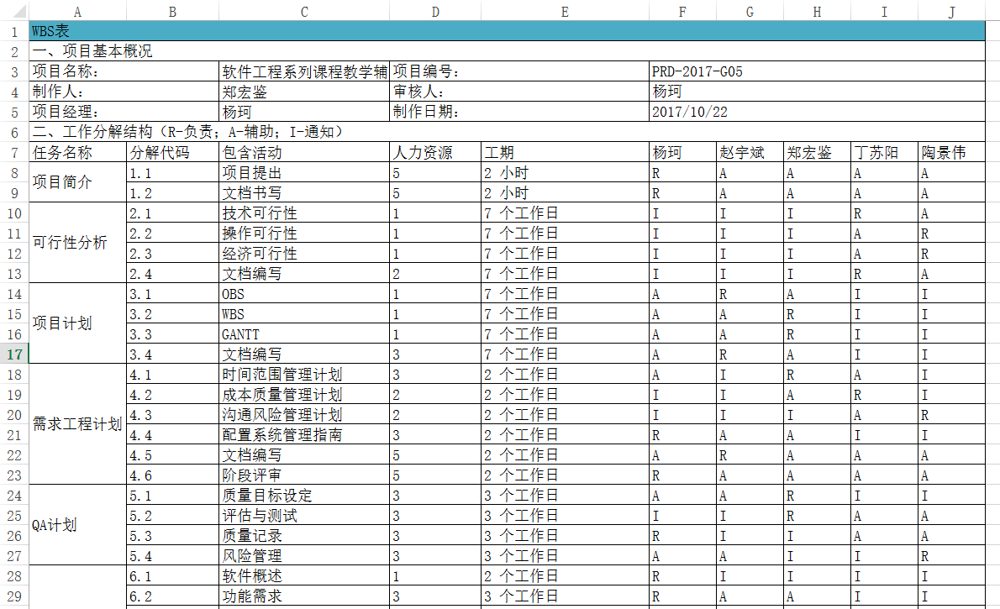 A B C D E F G H I J
1 WBS表
2 一、项目基本概况
3 项目名称: 软件工程系列课程教学辅 项目编号: PRD-2017-G05
4 制作人: 郑宏鉴 审核人: 杨珂
5 项目经理: 杨珂 制作日期: 2017/10/22
6 二、工作分解结构（R-负责; A-辅助; I-通知）
7 任务名称 分解代码 包含活动 人力资源 工期 杨珂 赵宇斌 郑宏鉴 丁苏阳 陶景伟
8 项目简介 1.1 项目提出 5 2 小时 R A A A A
9 1.2 文档书写 5 2 小时 R A A A A
10 可行性分析 2.1 技术可行性 1 7 个工作日 I I I R A
11 2.2 操作可行性 1 7 个工作日 I I I A R
12 2.3 经济可行性 1 7 个工作日 I I I A R
13 2.4 文档编写 2 7 个工作日 I I I R A
14 项目计划 3.1 OBS 1 7 个工作日 A R A I I
15 3.2 WBS 1 7 个工作日 A A R I I
16 3.3 GANTT 1 7 个工作日 A A R I I
17 3.4 文档编写 3 7 个工作日 A R A I I
18 需求工程计划 4.1 时间范围管理计划 3 2 个工作日 A I R A I
19 4.2 成本质量管理计划 2 2 个工作日 I I A R I
20 4.3 沟通风险管理计划 2 2 个工作日 I I I A R
21 4.4 配置系统管理指南 3 2 个工作日 R A A I I
22 4.5 文档编写 5 2 个工作日 A R A A A
23 4.6 阶段评审 5 2 个工作日 R A A A A
24 QA计划 5.1 质量目标设定 3 3 个工作日 A A R I I
25 5.2 评估与测试 3 3 个工作日 I I R A A
26 5.3 质量记录 3 3 个工作日 R I I A A
27 5.4 风险管理 3 3 个工作日 A A I I R
28 6.1 软件概述 1 2 个工作日 R I I I I
29 6.2 功能需求 3 3 个工作日 R A A I I